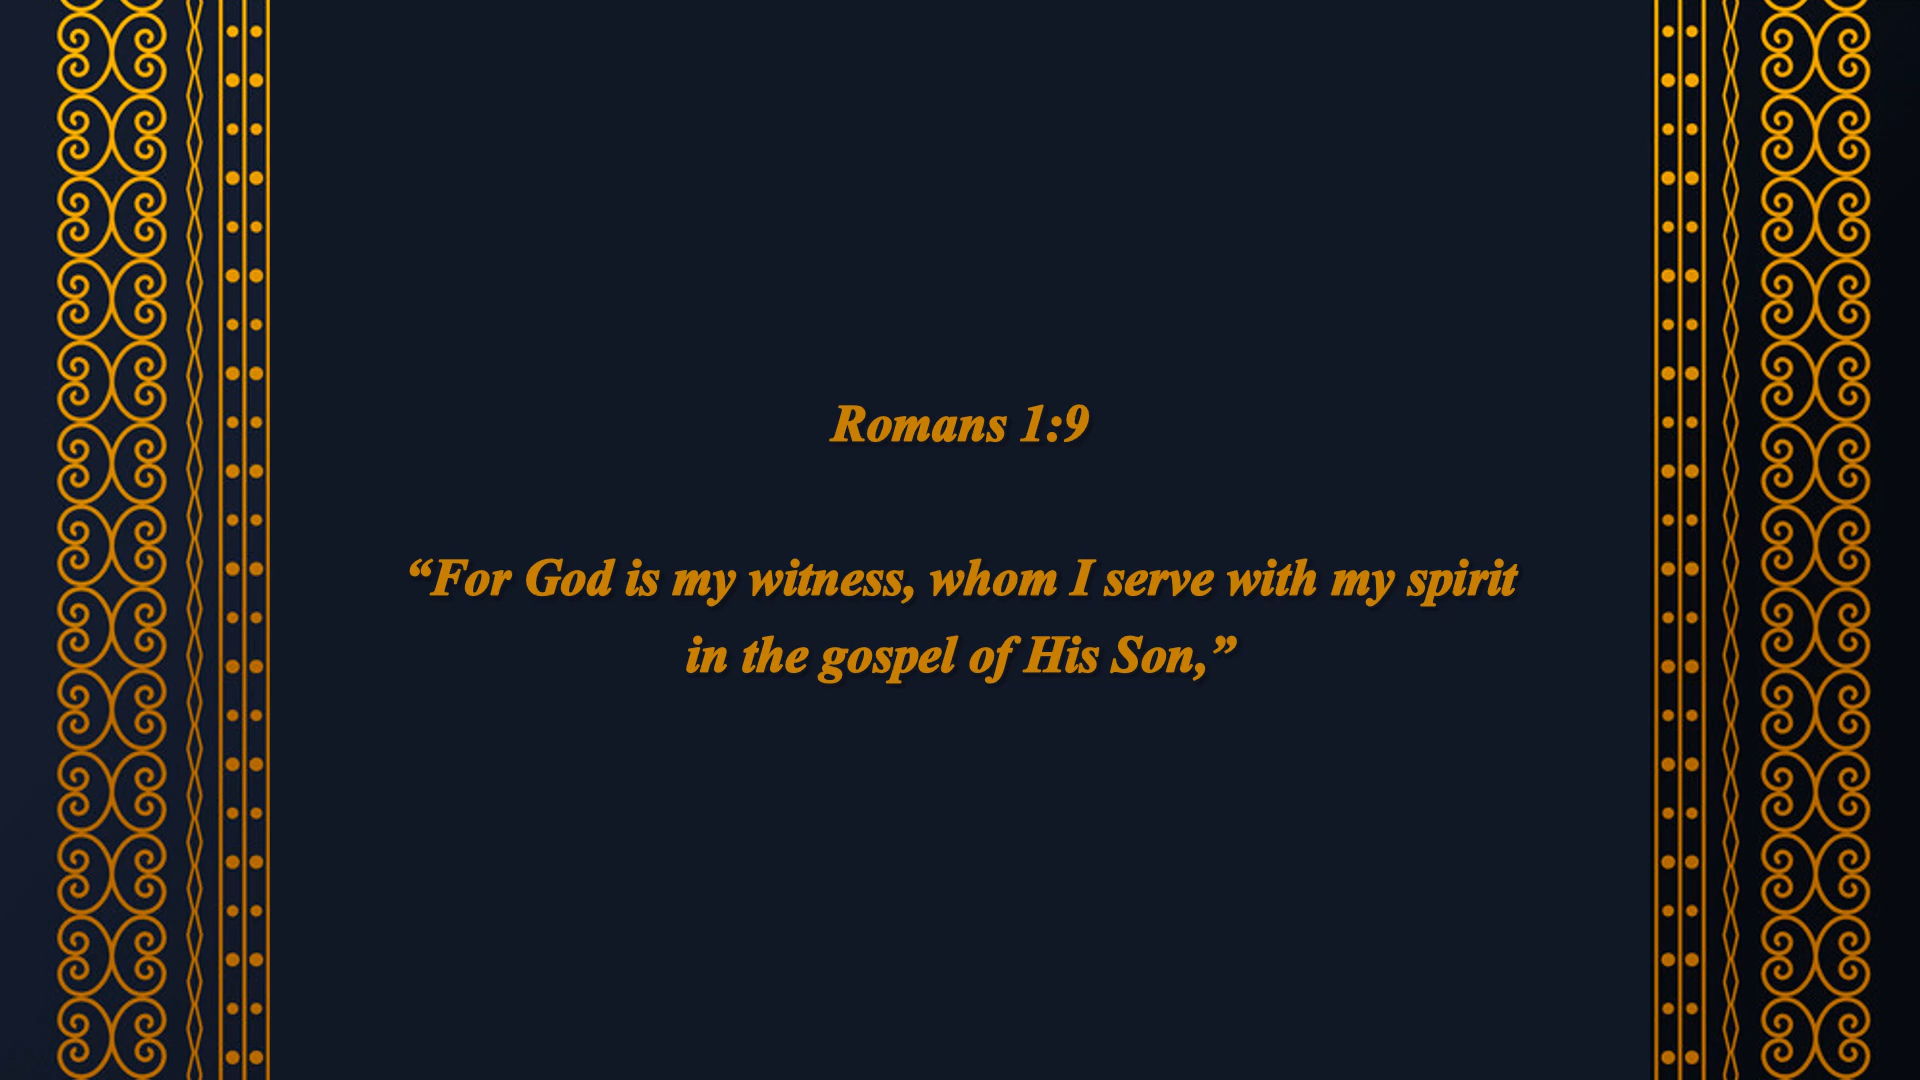 Romans 1:9
“For God is my witness, whom I serve with my spirit
in the gospel of His Son,”